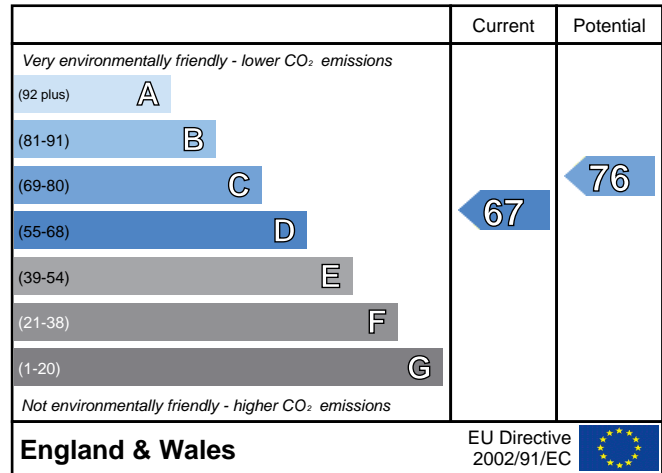 Current Potential
Very environmentally friendly - lower CO₂ emissions
(92 plus) A
(81-91) B
(69-80) C
76
(55-68) D
67
(39-54) E
(21-38) F
(1-20) G
Not environmentally friendly - higher CO₂ emissions
England & Wales
EU Directive
2002/91/EC